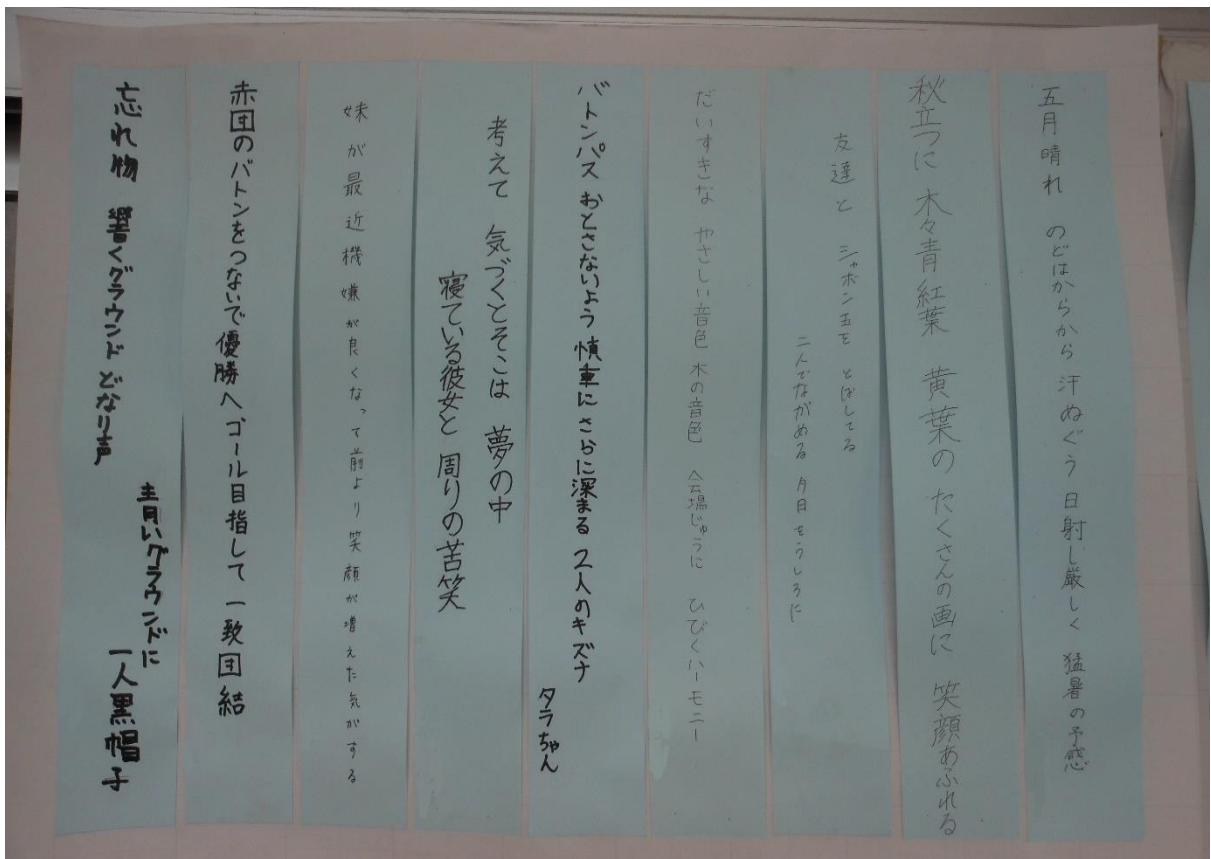 五月晴れ のどはからから 汗ぬぐう 日射し厳しく 猛暑の予感
秋立つに 木々青 紅葉 黄葉の たくさんの画に 笑顔あふれる
友達と シャボン玉を とばしてる
二人でながめる 夕日をうしろに
だいすきな やさしい音色 木の音色 会場じゅうに ひびくハーモニー
バトンパス おとさないよう 慎重に さらに深まる 2人のキズナ
タラちゃん
考えて 気づくとそこは 夢の中
寝ている彼女と 周りの苦笑
妹が最近機嫌が良くなって前より笑顔が増えた気がする
赤団のバトンをつないで優勝へ ゴール目指して 一致団結
忘れ物 響くグラウンド どなり声
青いグラウンドに
一人黒帽子